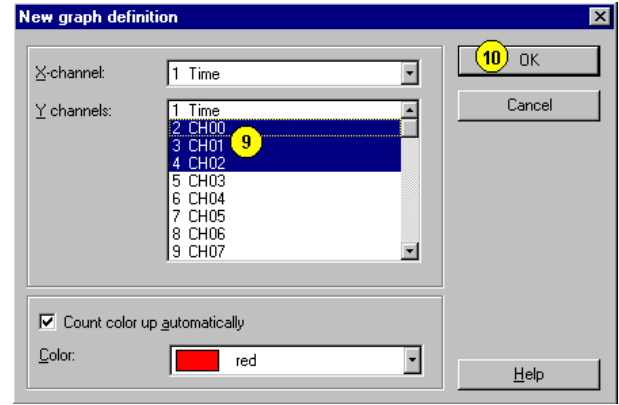 New graph definition
X-channel:
1 Time
10 OK
Y channels:
1 Time
2 CH00
3 CH01
9
4 CH02
5 CH03
6 CH04
7 CH05
8 CH06
9 CH07
Cancel
Count color up automatically
Color:
red
Help